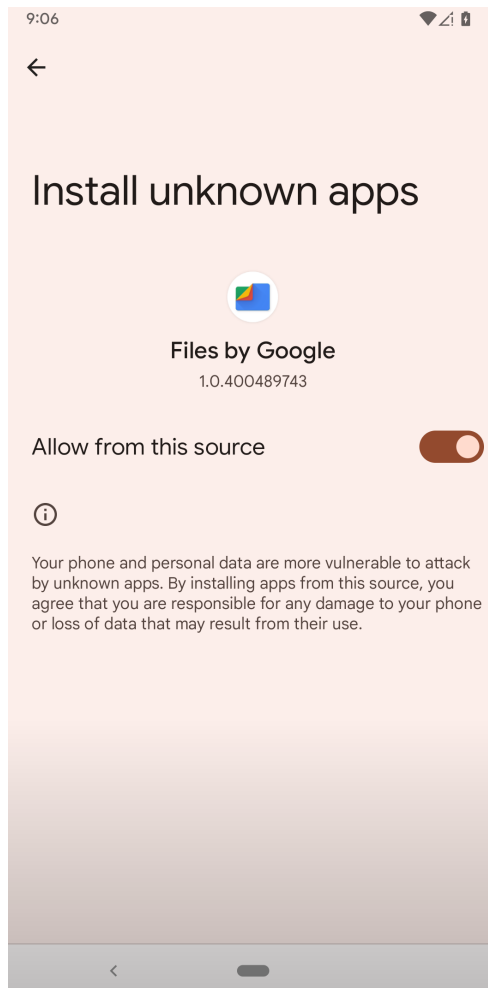 9:06
Install unknown apps
Files by Google
1.0.400489743
Allow from this source
Your phone and personal data are more vulnerable to attack
by unknown apps. By installing apps from this source, you
agree that you are responsible for any damage to your phone
or loss of data that may result from their use.